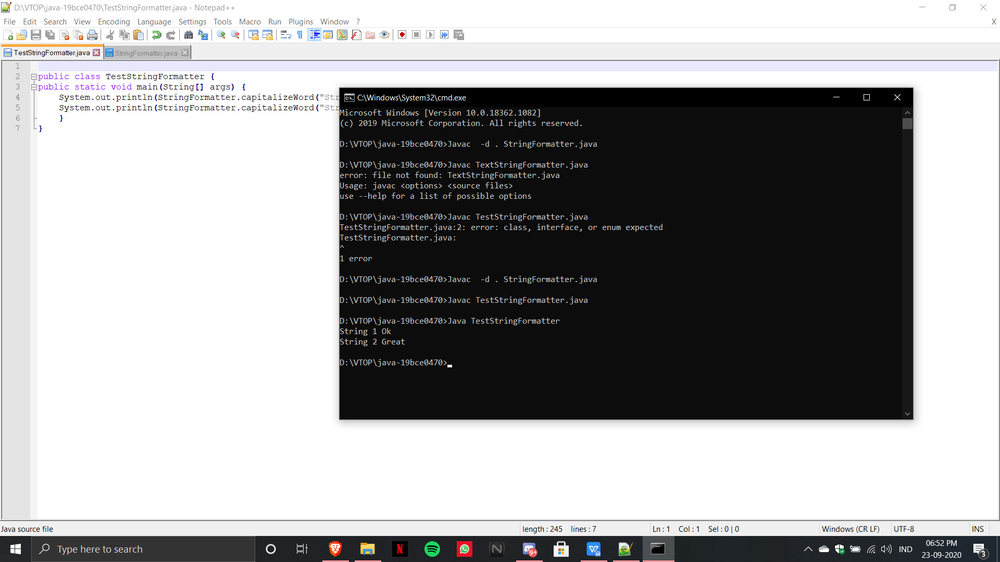 D:\VTOP\java-19bce0470\TestStringFormatter.java - Notepad++
File Edit Search View Encoding Language Settings Tools Macro Run Plugins Window ? X
TestStringFormatter.java StringFormatter.java
1
2 public class TestStringFormatter {
3 public static void main(String[] args) {
4 System.out.println(StringFormatter.capitalizeWord("Str
5 System.out.println(StringFormatter.capitalizeWord("Str
6 }
7 }
C:\Windows\System32\cmd.exe
Microsoft Windows [Version 10.0.18362.1082]
(c) 2019 Microsoft Corporation. All rights reserved.
D:\VTOP\java-19bce0470>Javac  -d . StringFormatter.java
D:\VTOP\java-19bce0470>Javac TextStringFormatter.java
error: file not found: TextStringFormatter.java
Usage: javac <options> <source files>
use --help for a list of possible options
D:\VTOP\java-19bce0470>Javac TestStringFormatter.java
TestStringFormatter.java:2: error: class, interface, or enum expected
TestStringFormatter.java:
^
1 error
D:\VTOP\java-19bce0470>Javac  -d . StringFormatter.java
D:\VTOP\java-19bce0470>Javac TestStringFormatter.java
D:\VTOP\java-19bce0470>Java TestStringFormatter
String 1 Ok
String 2 Great
D:\VTOP\java-19bce0470>
Java source file length : 245 lines : 7 Ln : 1 Col : 1 Sel : 0 | 0 Windows (CR LF) UTF-8 INS
Type here to search 9+ IND 06:52 PM 3
23-09-2020